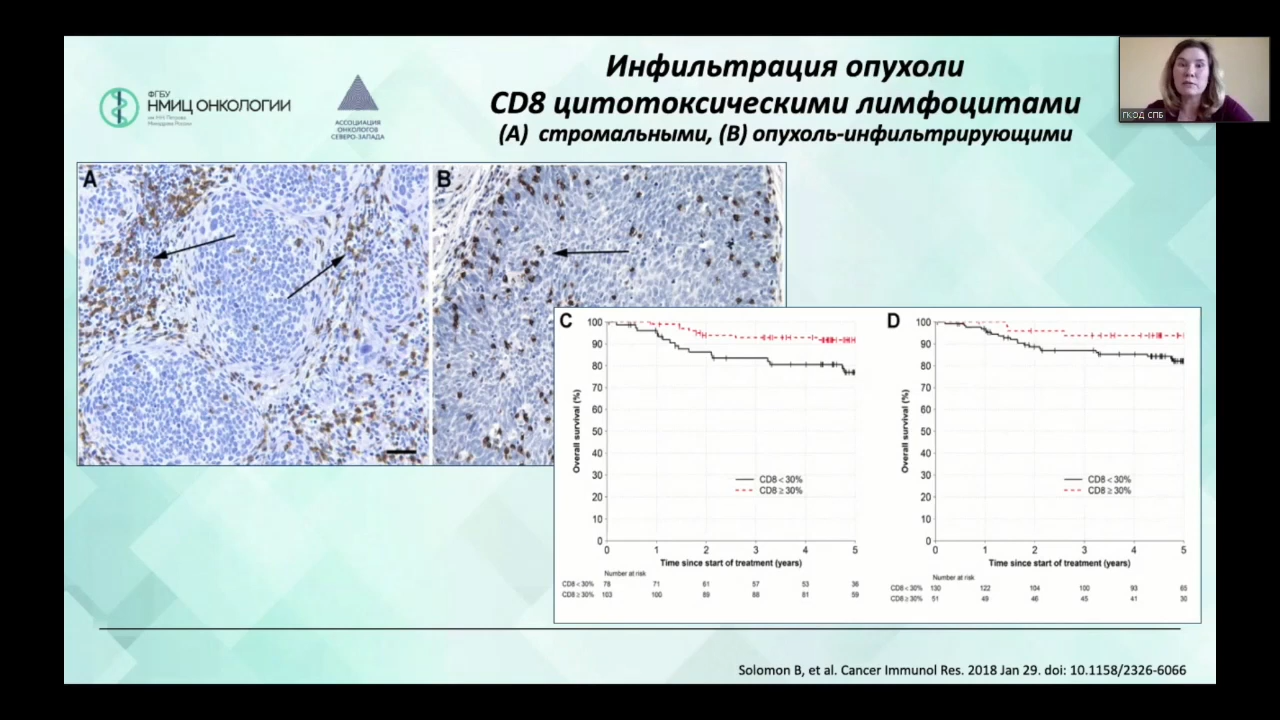 Инфильтрация опухоли
CD8 цитотоксическими лимфоцитами
(A) стромальными, (B) опухоль-инфильтрирующими
ФГБУ
НМИЦ ОНКОЛОГИИ
им Н.Н. Петрова
Минздрава России
АССОЦИАЦИЯ
ОНКОЛОГОВ
СЕВЕРО-ЗАПАДА
ГКОД СПБ
A
B
C
100
90
80
70
60
50
40
30
20
10
0
Overall survival (%)
CD8 < 30%
CD8 ≥ 30%
0 1 2 3 4 5
Time since start of treatment (years)
Number at risk
CD8 < 30% 78 71 61 57 53 36
CD8 ≥ 30% 103 100 89 88 81 59
D
100
90
80
70
60
50
40
30
20
10
0
Overall survival (%)
CD8 < 30%
CD8 ≥ 30%
0 1 2 3 4 5
Time since start of treatment (years)
Number at risk
CD8 < 30% 130 122 104 100 93 65
CD8 ≥ 30% 51 49 46 45 41 30
Solomon B, et al. Cancer Immunol Res. 2018 Jan 29. doi: 10.1158/2326-6066